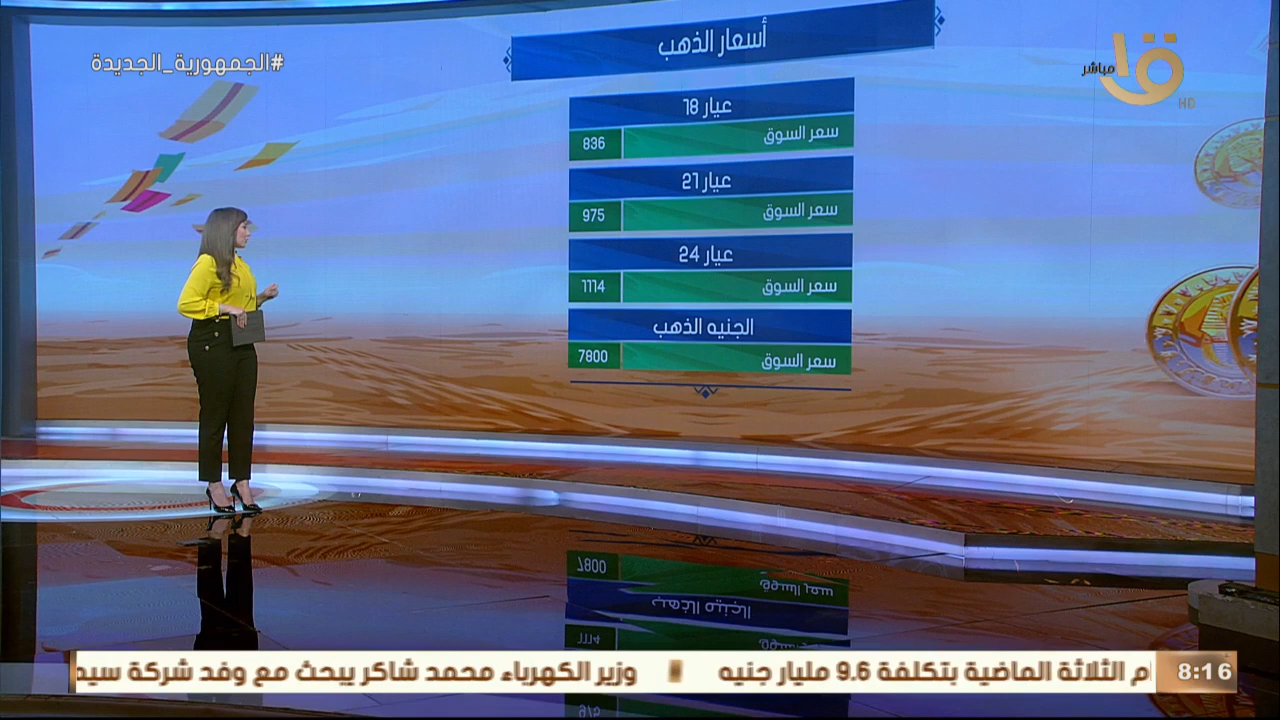 #الجمهورية_الجديدة
مباشر
HD
أسعار الذهب
عيار 18
سعر السوق 836
عيار 21
سعر السوق 975
عيار 24
سعر السوق 1114
الجنيه الذهب
سعر السوق 7800
8:16
الثلاثة الماضية بتكلفة 9.6 مليار جنيه
وزير الكهرباء محمد شاكر يبحث مع وفد شركة